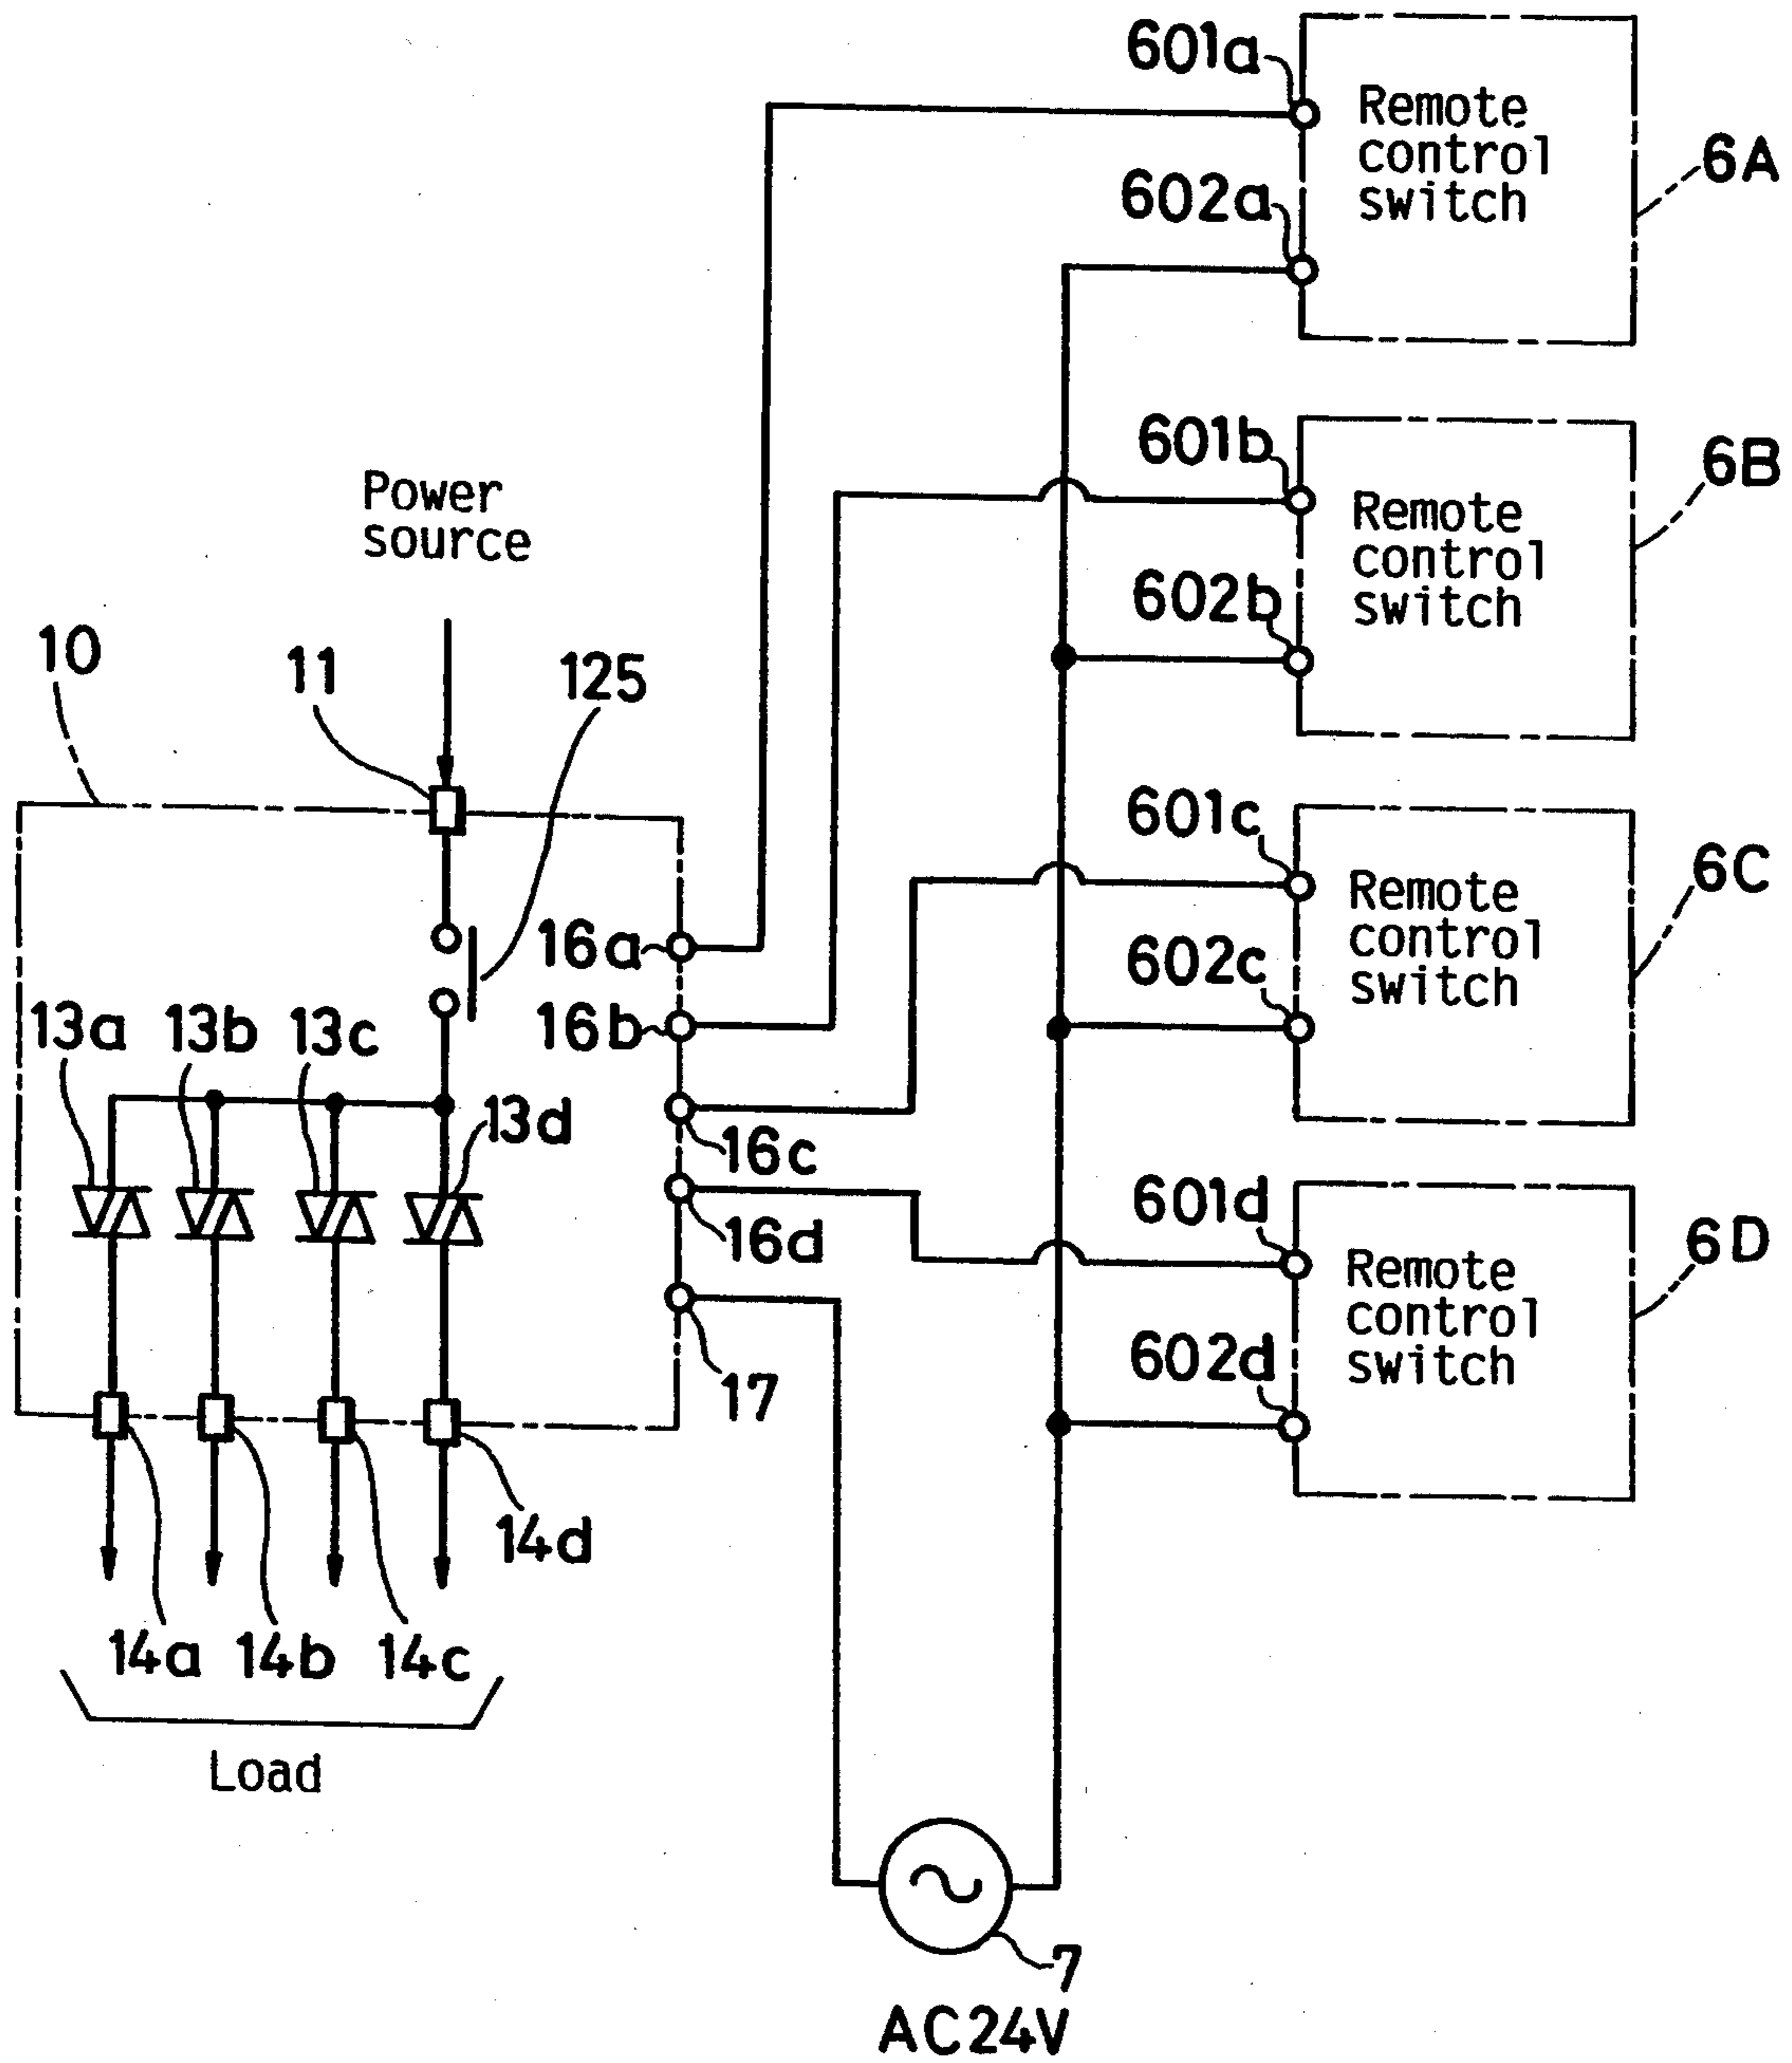 601a
Remote
control
switch
6A
602a
601b
Remote
control
switch
6B
602b
Power
source
10
11
125
601c
Remote
control
switch
6C
602c
16a
16b
13a
13b
13c
13d
16c
16d
601d
Remote
control
switch
6D
602d
17
14d
14a
14b
14c
Load
7
AC24V